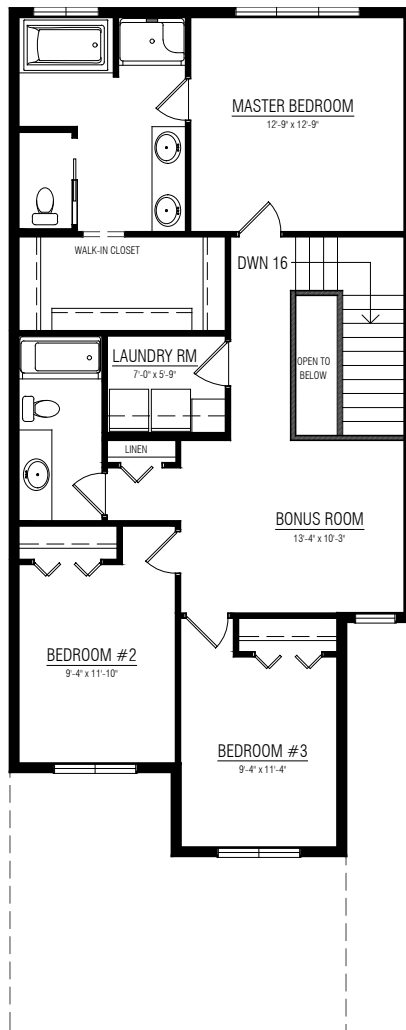 MASTER BEDROOM
12'-9" x 12'-9"
WALK-IN CLOSET
DWN 16
LAUNDRY RM
7'-0" x 5'-9"
OPEN TO
BELOW
LINEN
BONUS ROOM
13'-4" x 10'-3"
BEDROOM #2
9'-4" x 11'-10"
BEDROOM #3
9'-4" x 11'-4"